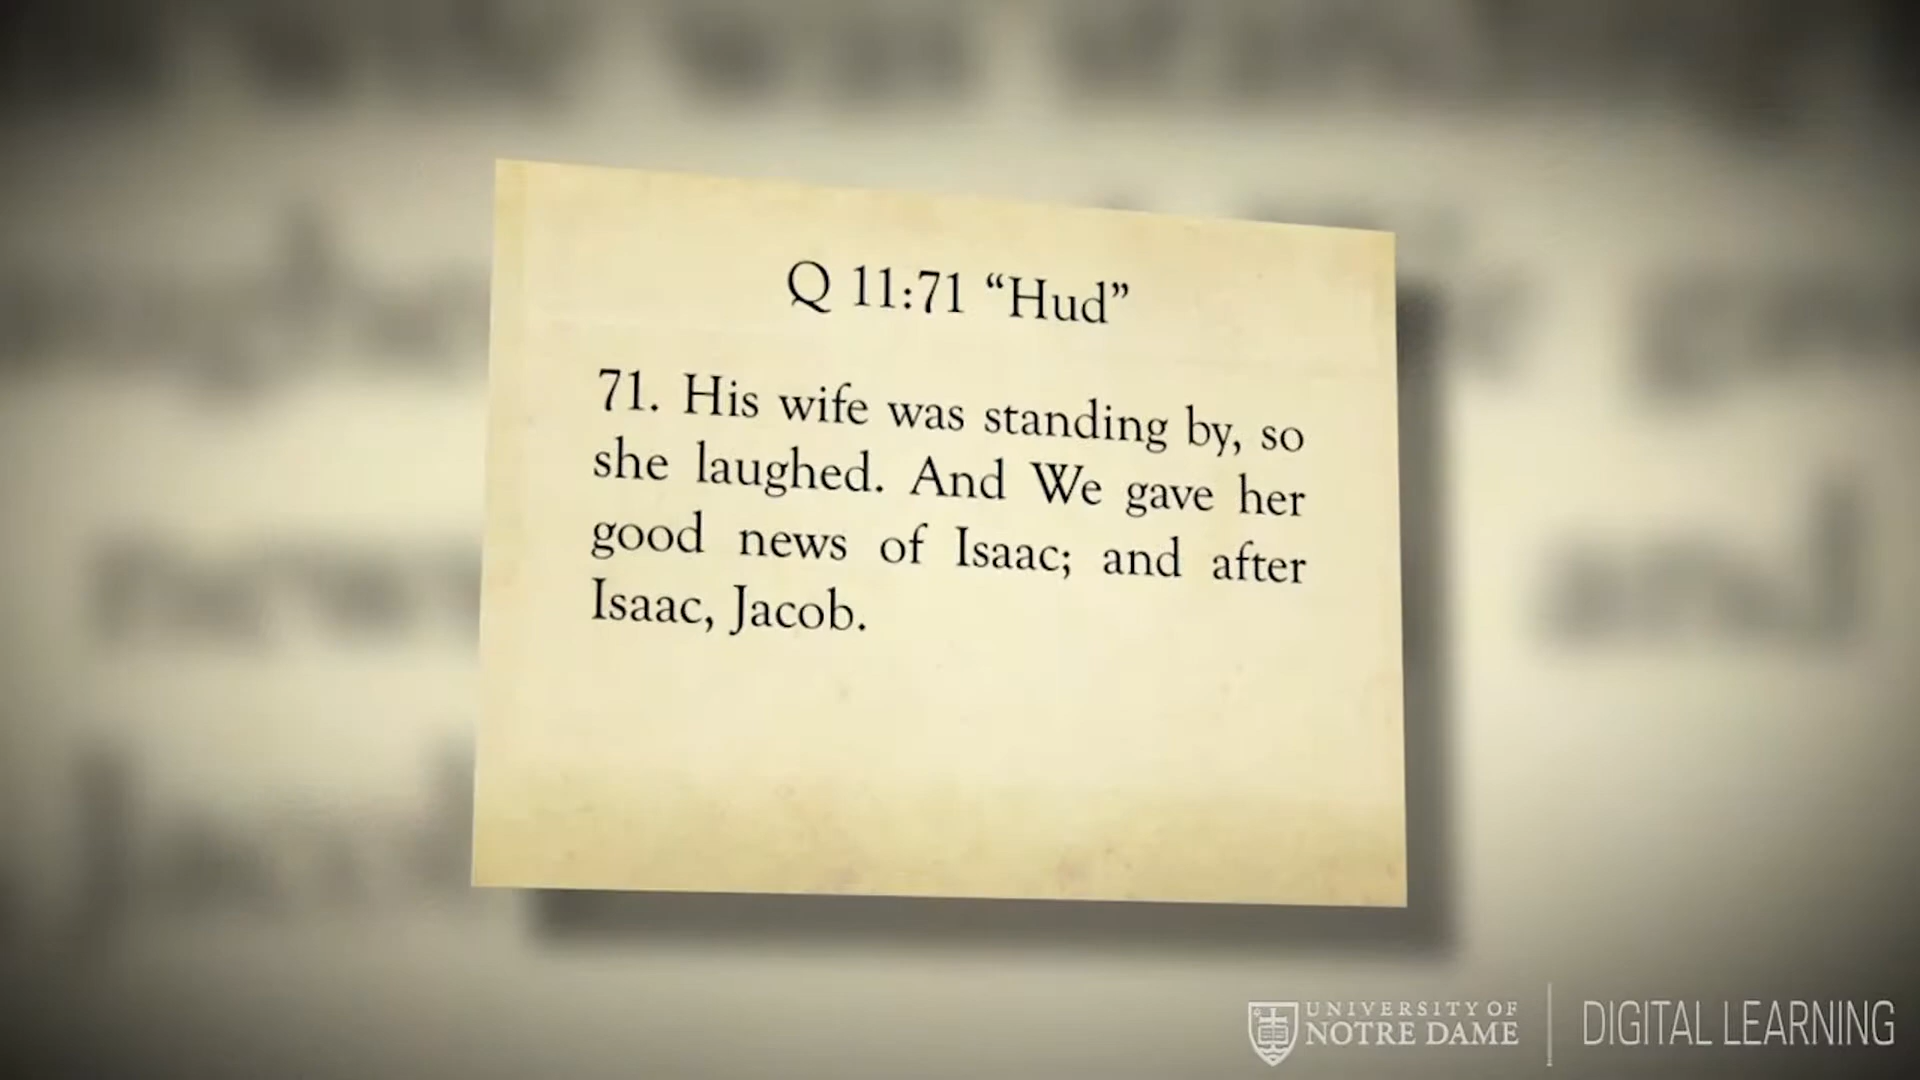 Q 11:71 “Hud”
71. His wife was standing by, so
she laughed. And We gave her
good news of Isaac; and after
Isaac, Jacob.
UNIVERSITY OF
NOTRE DAME
DIGITAL LEARNING